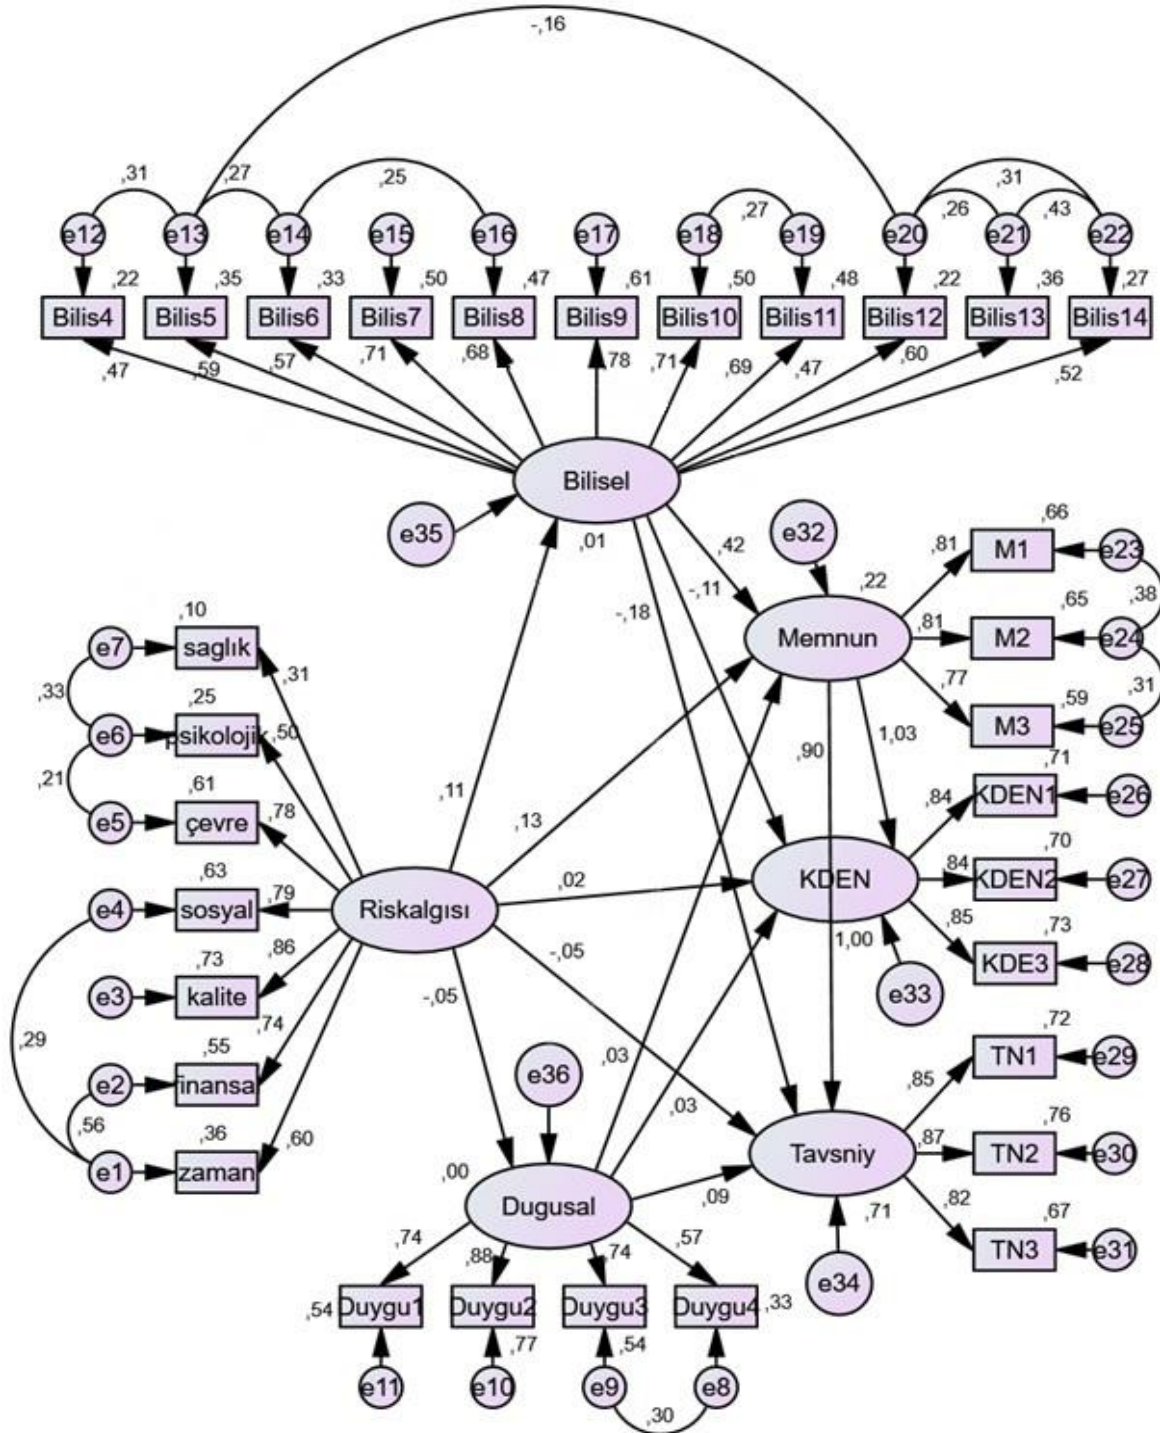 -,16
,31
,27
,25
,27
,31
,26
,43
e12
e13
e14
e15
e16
e17
e18
e19
e20
e21
e22
,22
,35
,33
,50
,47
,61
,50
,48
,22
,36
,27
Bilis4
Bilis5
Bilis6
Bilis7
Bilis8
Bilis9
Bilis10
Bilis11
Bilis12
Bilis13
Bilis14
,47
,59
,57
,71
,68
,78
,71
,69
,47
,60
,52
Bilisel
e35
,01
,42
-,11
-,18
e32
,22
Memnun
,81
,81
,77
,66
M1
e23
,38
,65
M2
e24
,31
,59
M3
e25
,10
e7
saglık
,31
,33
,25
e6
psikolojik
,50
,21
,61
e5
çevre
,78
,63
e4
sosyal
,79
,73
e3
kalite
,86
,29
,55
e2
finansal
,74
,56
,36
e1
zaman
,60
Riskalgısı
,11
,13
,02
-,05
-,05
,90
1,03
KDEN
1,00
e33
,84
,84
,85
,71
KDEN1
e26
,70
KDEN2
e27
,73
KDE3
e28
e36
,03
,03
,09
,00
Dugusal
Tavsniy
,71
e34
,85
,87
,82
,72
TN1
e29
,76
TN2
e30
,67
TN3
e31
,74
,88
,74
,57
,54
Duygu1
Duygu2
Duygu3
Duygu4
,33
,77
,54
e11
e10
e9
e8
,30